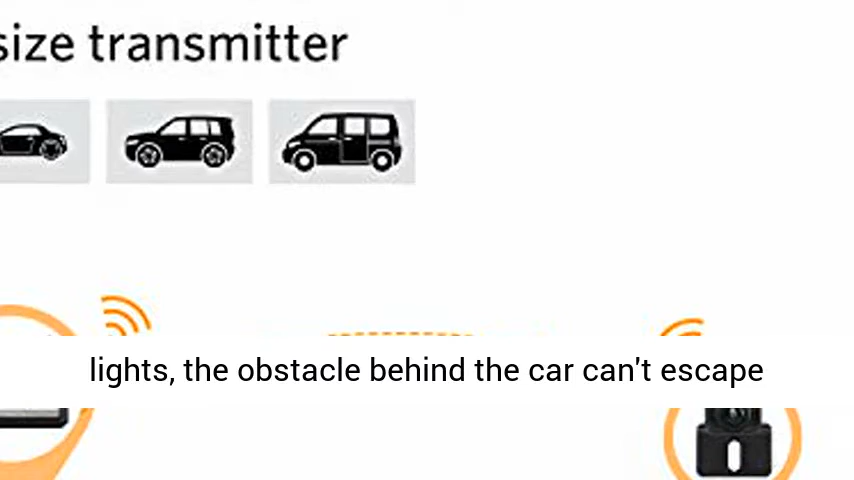 size transmitter
lights, the obstacle behind the car can't escape